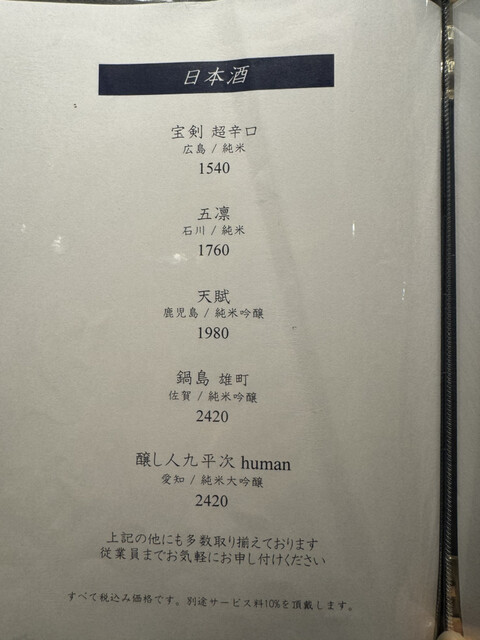 日本酒
宝剣 超辛口
広島 / 純米
1540
五凛
石川 / 純米
1760
天賦
鹿児島 / 純米吟醸
1980
鍋島 雄町
佐賀 / 純米吟醸
2420
醸し人九平次 human
愛知 / 純米大吟醸
2420
上記の他にも多数取り揃えております
従業員までお気軽にお申し付けください
すべて税込み価格です。別途サービス料10%を頂戴します。